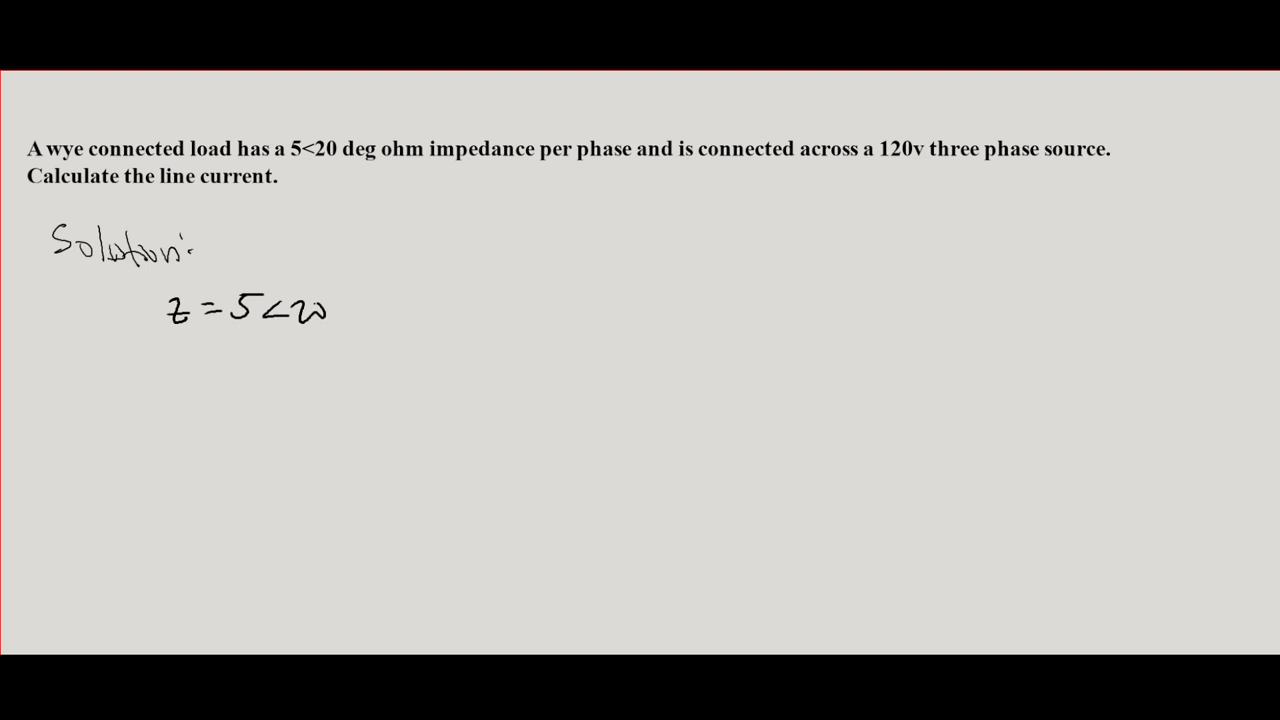 A wye connected load has a 5<20 deg ohm impedance per phase and is connected across a 120v three phase source.
Calculate the line current.
Solution:
z = 5<20